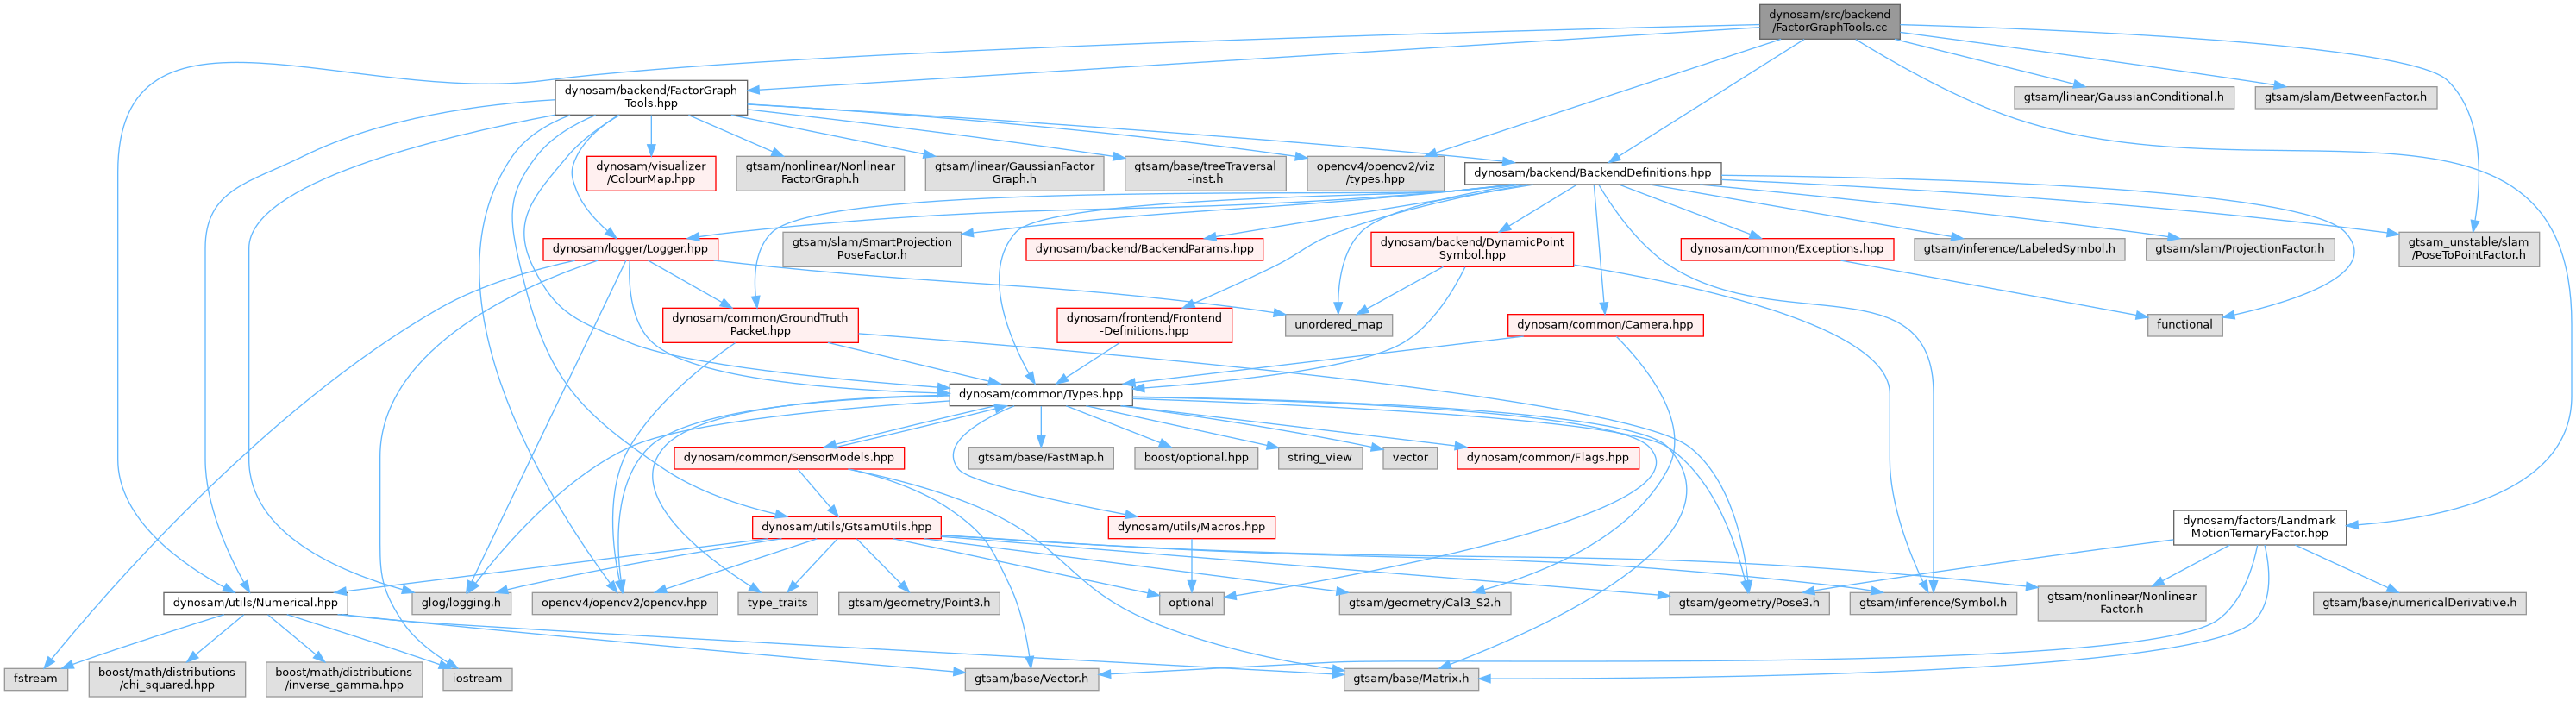 dynosam/src/backend
/FactorGraphTools.cc
dynosam/backend/FactorGraph
Tools.hpp
gtsam/linear/GaussianConditional.h
gtsam/slam/BetweenFactor.h
dynosam/visualizer
/ColourMap.hpp
gtsam/nonlinear/Nonlinear
FactorGraph.h
gtsam/linear/GaussianFactor
Graph.h
gtsam/base/treeTraversal
-inst.h
opencv4/opencv2/viz
/types.hpp
dynosam/backend/BackendDefinitions.hpp
dynosam/logger/Logger.hpp
gtsam/slam/SmartProjection
PoseFactor.h
dynosam/backend/BackendParams.hpp
dynosam/backend/DynamicPoint
Symbol.hpp
dynosam/common/Exceptions.hpp
gtsam/inference/LabeledSymbol.h
gtsam/slam/ProjectionFactor.h
gtsam_unstable/slam
/PoseToPointFactor.h
dynosam/common/GroundTruth
Packet.hpp
dynosam/frontend/Frontend
-Definitions.hpp
unordered_map
dynosam/common/Camera.hpp
functional
dynosam/common/Types.hpp
dynosam/common/SensorModels.hpp
gtsam/base/FastMap.h
boost/optional.hpp
string_view
vector
dynosam/common/Flags.hpp
dynosam/utils/GtsamUtils.hpp
dynosam/utils/Macros.hpp
dynosam/factors/Landmark
MotionTernaryFactor.hpp
dynosam/utils/Numerical.hpp
glog/logging.h
opencv4/opencv2/opencv.hpp
type_traits
gtsam/geometry/Point3.h
optional
gtsam/geometry/Cal3_S2.h
gtsam/geometry/Pose3.h
gtsam/inference/Symbol.h
gtsam/nonlinear/Nonlinear
Factor.h
gtsam/base/numericalDerivative.h
fstream
boost/math/distributions
/chi_squared.hpp
boost/math/distributions
/inverse_gamma.hpp
iostream
gtsam/base/Vector.h
gtsam/base/Matrix.h